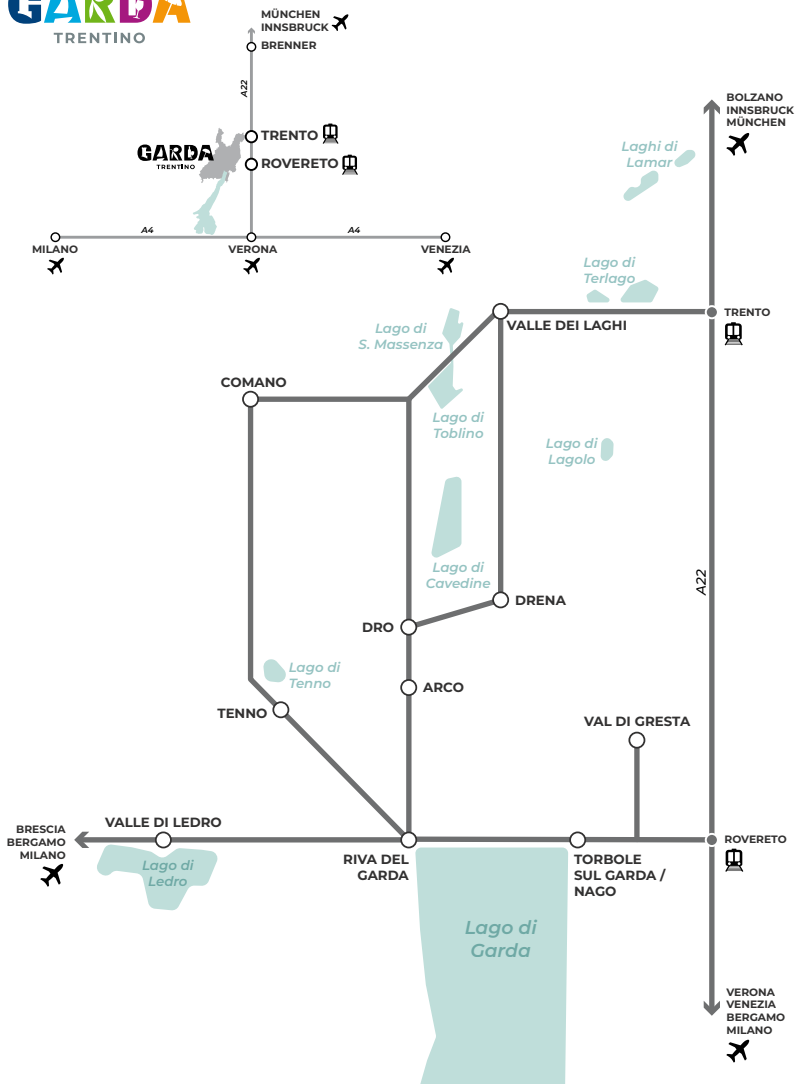 GARDA
TRENTINO
MÜNCHEN
INNSBRUCK
BRENNER
A22
TRENTO
GARDA
TRENTINO
ROVERETO
A4
A4
MILANO
VERONA
VENEZIA
BOLZANO
INNSBRUCK
MÜNCHEN
Laghi di
Lamar
Lago di
Terlago
TRENTO
VALLE DEI LAGHI
Lago di
S. Massenza
COMANO
Lago di
Toblino
Lago di
Lagolo
Lago di
Cavedine
A22
DRENA
DRO
Lago di
Tenno
ARCO
TENNO
VAL DI GRESTA
VALLE DI LEDRO
BRESCIA
BERGAMO
MILANO
ROVERETO
Lago di
Ledro
RIVA DEL
GARDA
TORBOLE
SUL GARDA /
NAGO
Lago di
Garda
VERONA
VENEZIA
BERGAMO
MILANO